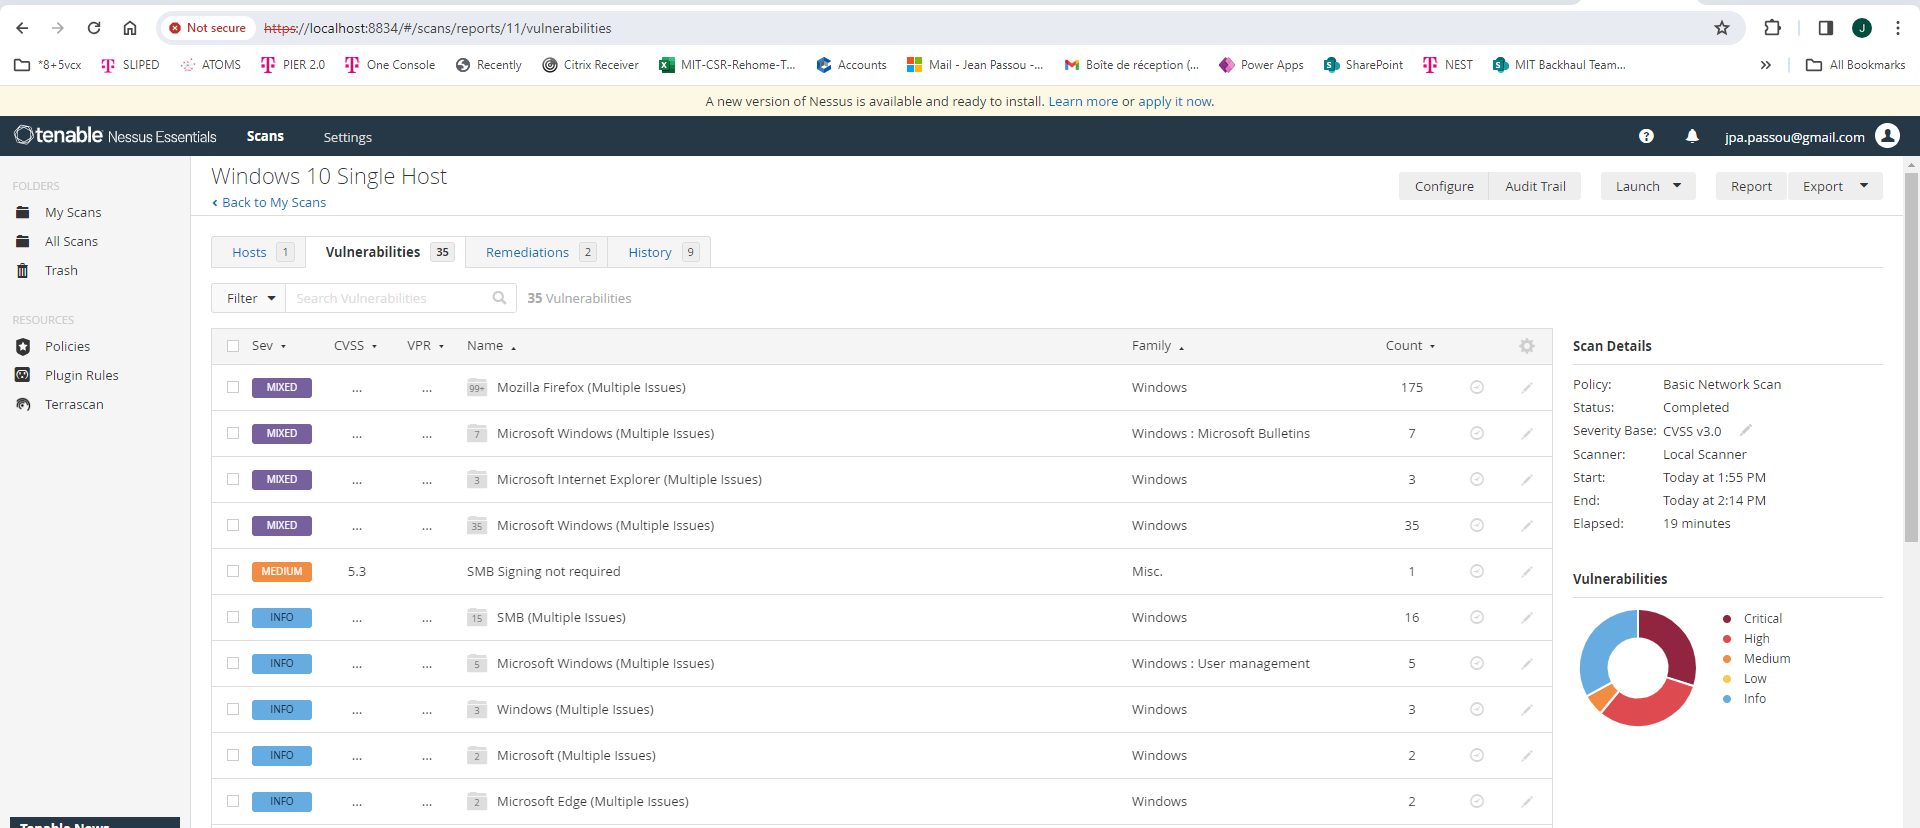 Not secure https://localhost:8834/#/scans/reports/11/vulnerabilities J
*8+5vcx SLIPED ATOMS PIER 2.0 One Console Recently Citrix Receiver MIT-CSR-Rehome-T... Accounts Mail - Jean Passou -... Boîte de réception (... Power Apps SharePoint NEST MIT Backhaul Team... » All Bookmarks
A new version of Nessus is available and ready to install. Learn more or apply it now.
tenable Nessus Essentials Scans Settings jpa.passou@gmail.com
FOLDERS
My Scans
All Scans
Trash
RESOURCES
Policies
Plugin Rules
Terrascan
Windows 10 Single Host
‹ Back to My Scans
Configure Audit Trail Launch Report Export
Hosts 1 Vulnerabilities 35 Remediations 2 History 9
Filter Search Vulnerabilities 35 Vulnerabilities
Sev CVSS VPR Name Family Count
MIXED ... ... 99+ Mozilla Firefox (Multiple Issues) Windows 175
MIXED ... ... 7 Microsoft Windows (Multiple Issues) Windows : Microsoft Bulletins 7
MIXED ... ... 3 Microsoft Internet Explorer (Multiple Issues) Windows 3
MIXED ... ... 35 Microsoft Windows (Multiple Issues) Windows 35
MEDIUM 5.3 SMB Signing not required Misc. 1
INFO ... ... 15 SMB (Multiple Issues) Windows 16
INFO ... ... 5 Microsoft Windows (Multiple Issues) Windows : User management 5
INFO ... ... 3 Windows (Multiple Issues) Windows 3
INFO ... ... 2 Microsoft (Multiple Issues) Windows 2
INFO ... ... 2 Microsoft Edge (Multiple Issues) Windows 2
Scan Details
Policy: Basic Network Scan
Status: Completed
Severity Base: CVSS v3.0
Scanner: Local Scanner
Start: Today at 1:55 PM
End: Today at 2:14 PM
Elapsed: 19 minutes
Vulnerabilities
Critical
High
Medium
Low
Info
Tenable News